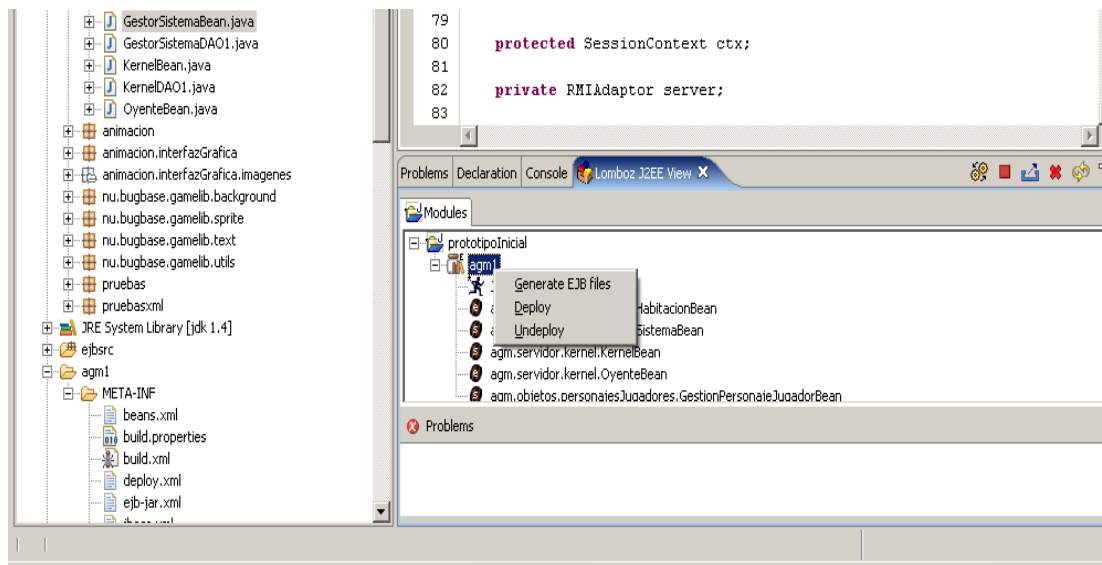 GestorSistemaBean.java
GestorSistemaDAO1.java
KernelBean.java
KernelDAO1.java
OyenteBean.java
animacion
animacion.interfazGrafica
animacion.interfazGrafica.imagenes
nu.bugbase.gamelib.background
nu.bugbase.gamelib.sprite
nu.bugbase.gamelib.text
nu.bugbase.gamelib.utils
pruebas
pruebasxml
JRE System Library [jdk 1.4]
ejbsrc
agm1
META-INF
beans.xml
build.properties
build.xml
deploy.xml
ejb-jar.xml
79
80 protected SessionContext ctx;
81
82 private RMIAdaptor server;
83
Problems Declaration Console Lomboz J2EE View
Modules
prototipoInicial
agm1
Generate EJB files
Deploy
Undeploy
HabitacionBean
SistemaBean
agm.servidor.kernel.KernelBean
agm.servidor.kernel.OyenteBean
agm.objetos.personajesJugadores.GestionPersonajeJugadorBean
Problems